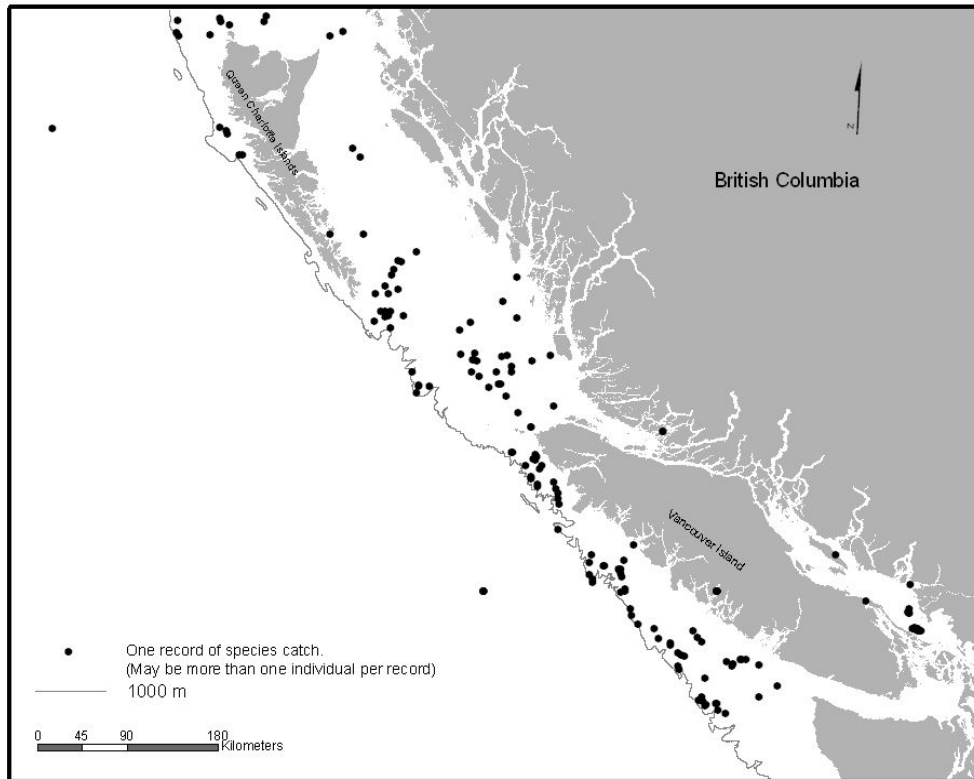 Queen Charlotte Islands
N
British Columbia
Vancouver Island
One record of species catch.
(May be more than one individual per record)
1000 m
0 45 90 180
Kilometers